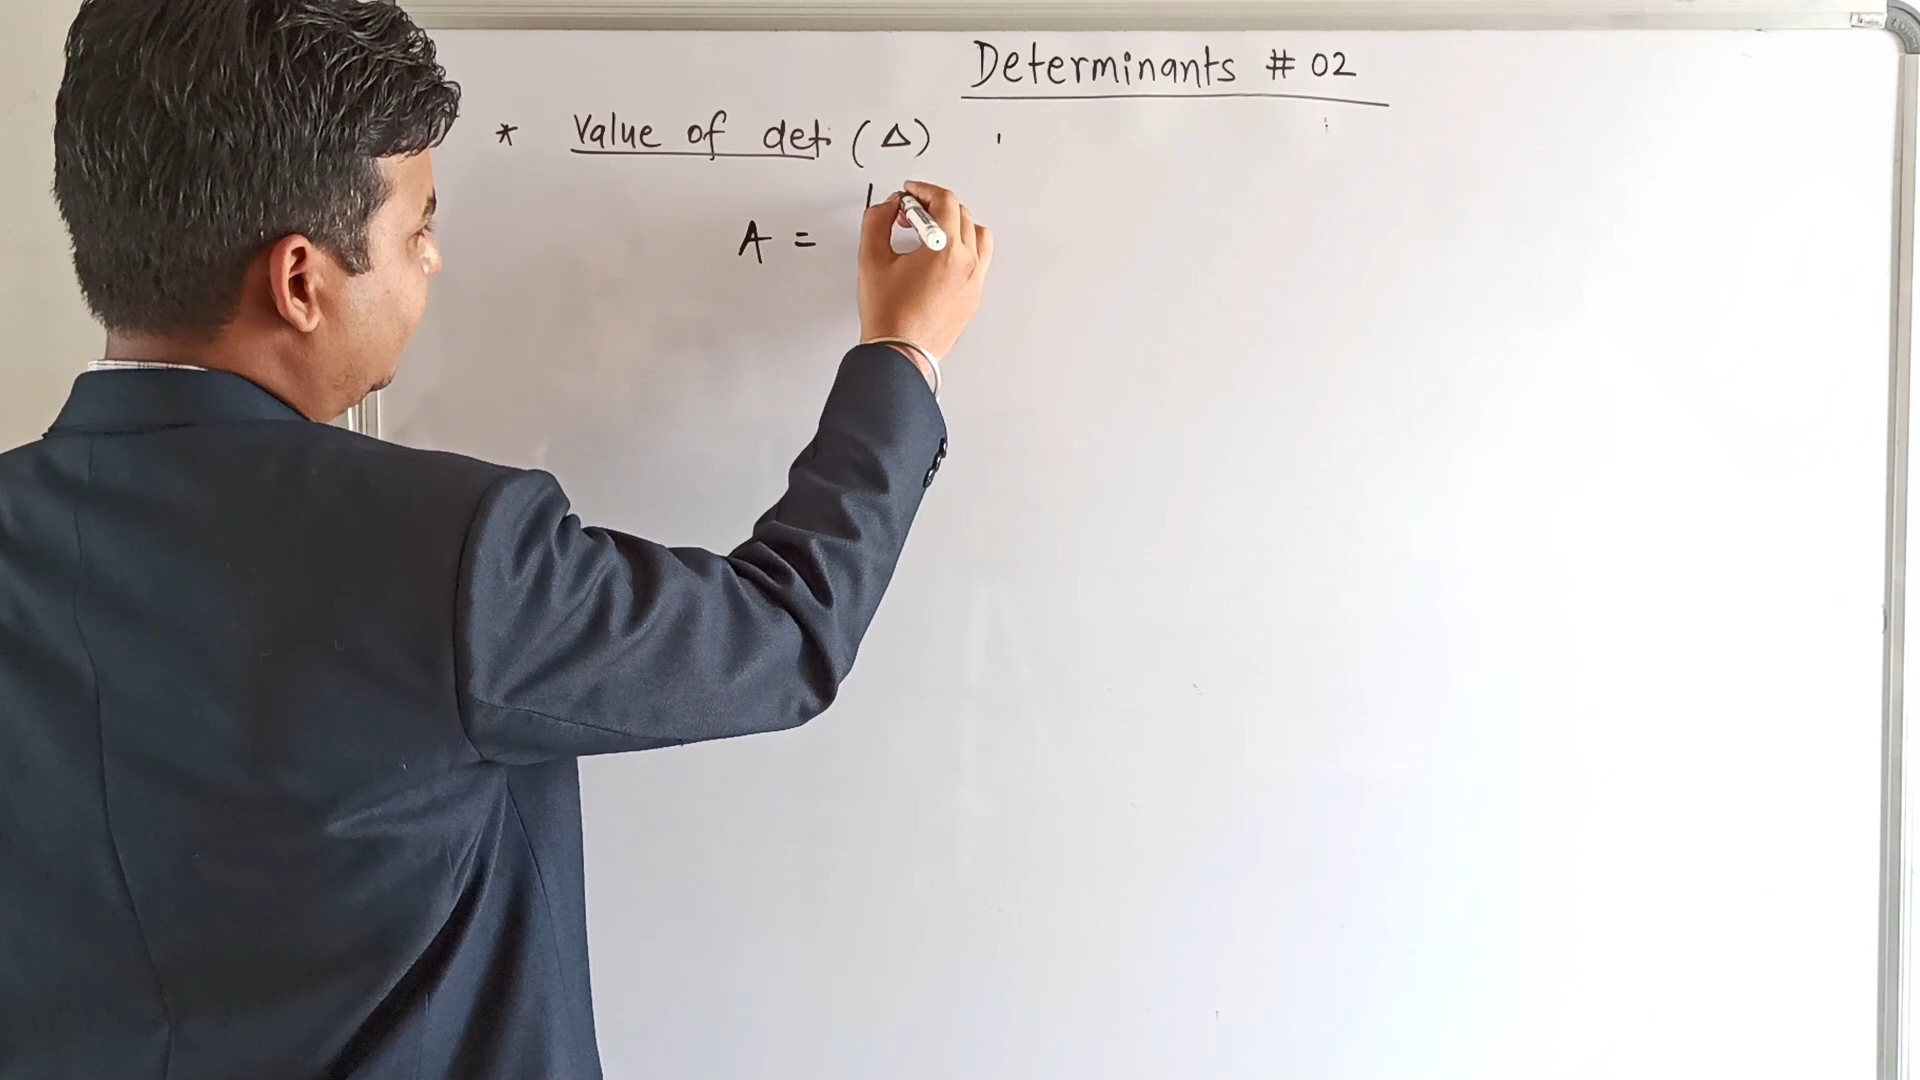 Determinants # 02
* Value of det. (Δ)
A =